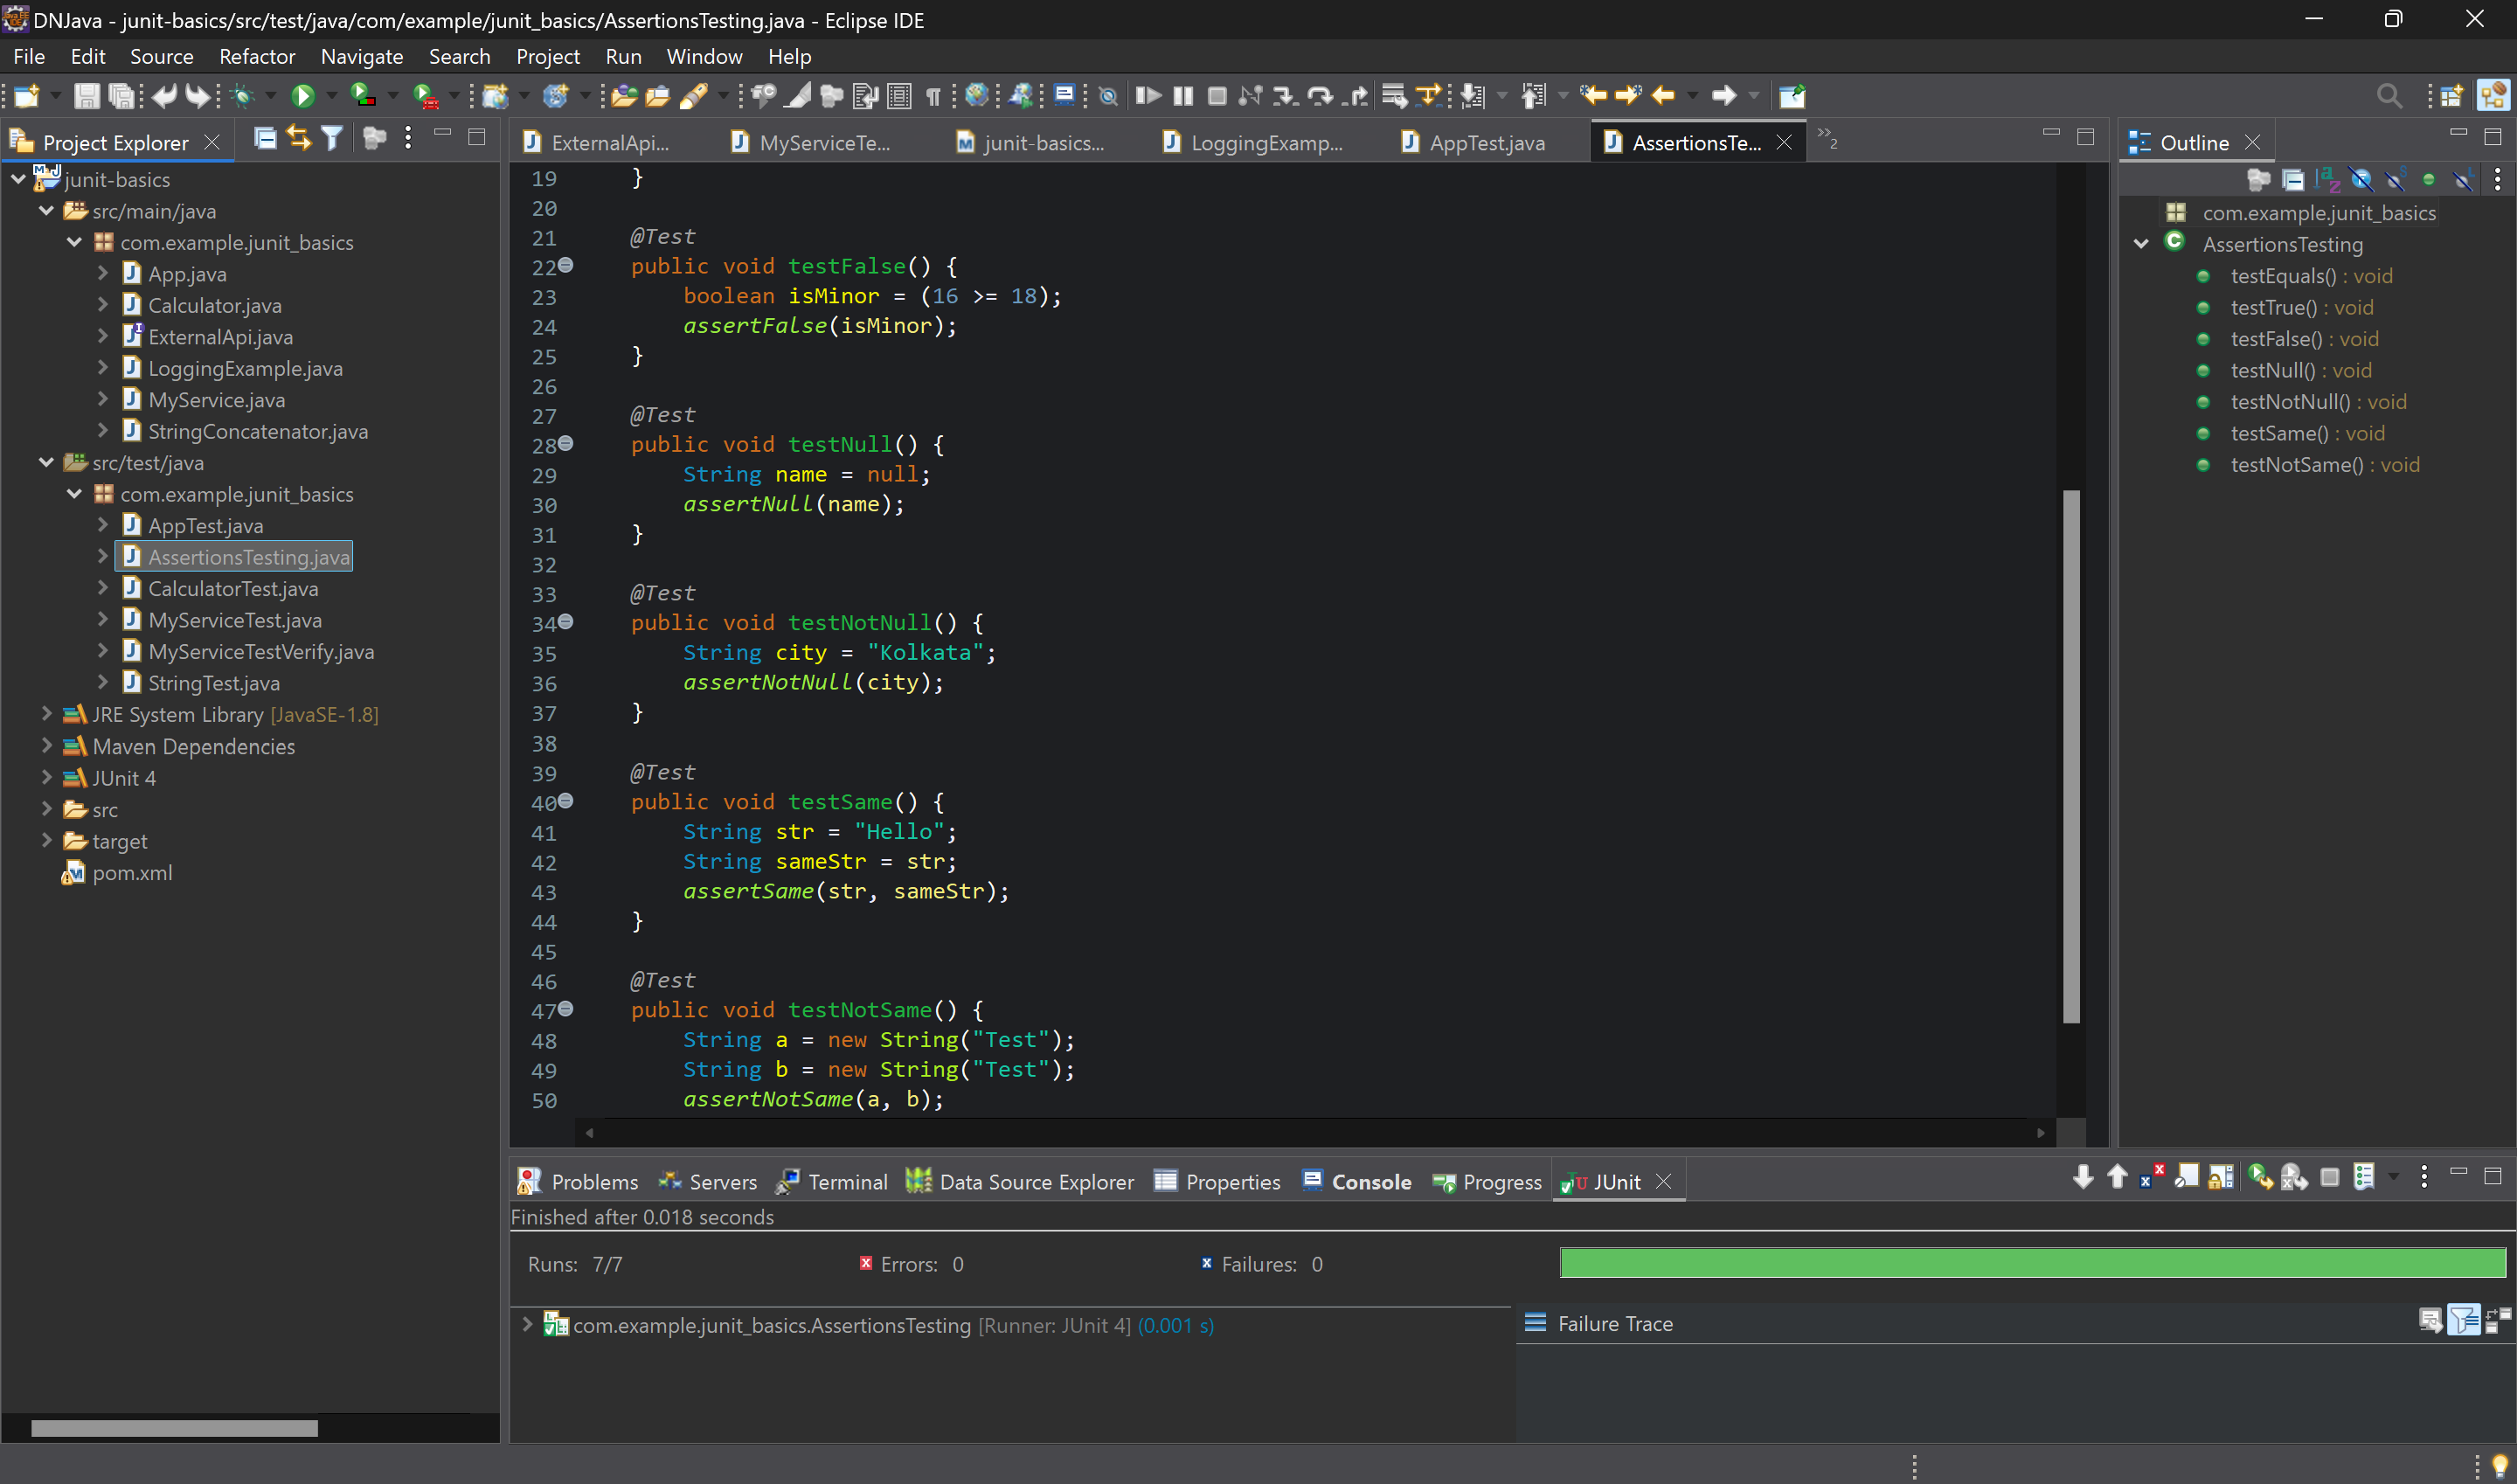 DNJava - junit-basics/src/test/java/com/example/junit_basics/AssertionsTesting.java - Eclipse IDE
File Edit Source Refactor Navigate Search Project Run Window Help
Project Explorer
junit-basics
src/main/java
com.example.junit_basics
App.java
Calculator.java
ExternalApi.java
LoggingExample.java
MyService.java
StringConcatenator.java
src/test/java
com.example.junit_basics
AppTest.java
AssertionsTesting.java
CalculatorTest.java
MyServiceTest.java
MyServiceTestVerify.java
StringTest.java
JRE System Library [JavaSE-1.8]
Maven Dependencies
JUnit 4
src
target
pom.xml
ExternalApi... MyServiceTe... junit-basics... LoggingExamp... AppTest.java AssertionsTe... »2
19 }
20
21 @Test
22 public void testFalse() {
23 boolean isMinor = (16 >= 18);
24 assertFalse(isMinor);
25 }
26
27 @Test
28 public void testNull() {
29 String name = null;
30 assertNull(name);
31 }
32
33 @Test
34 public void testNotNull() {
35 String city = "Kolkata";
36 assertNotNull(city);
37 }
38
39 @Test
40 public void testSame() {
41 String str = "Hello";
42 String sameStr = str;
43 assertSame(str, sameStr);
44 }
45
46 @Test
47 public void testNotSame() {
48 String a = new String("Test");
49 String b = new String("Test");
50 assertNotSame(a, b);
Outline
com.example.junit_basics
AssertionsTesting
testEquals() : void
testTrue() : void
testFalse() : void
testNull() : void
testNotNull() : void
testSame() : void
testNotSame() : void
Problems Servers Terminal Data Source Explorer Properties Console Progress JUnit
Finished after 0.018 seconds
Runs: 7/7 Errors: 0 Failures: 0
com.example.junit_basics.AssertionsTesting [Runner: JUnit 4] (0.001 s)
Failure Trace